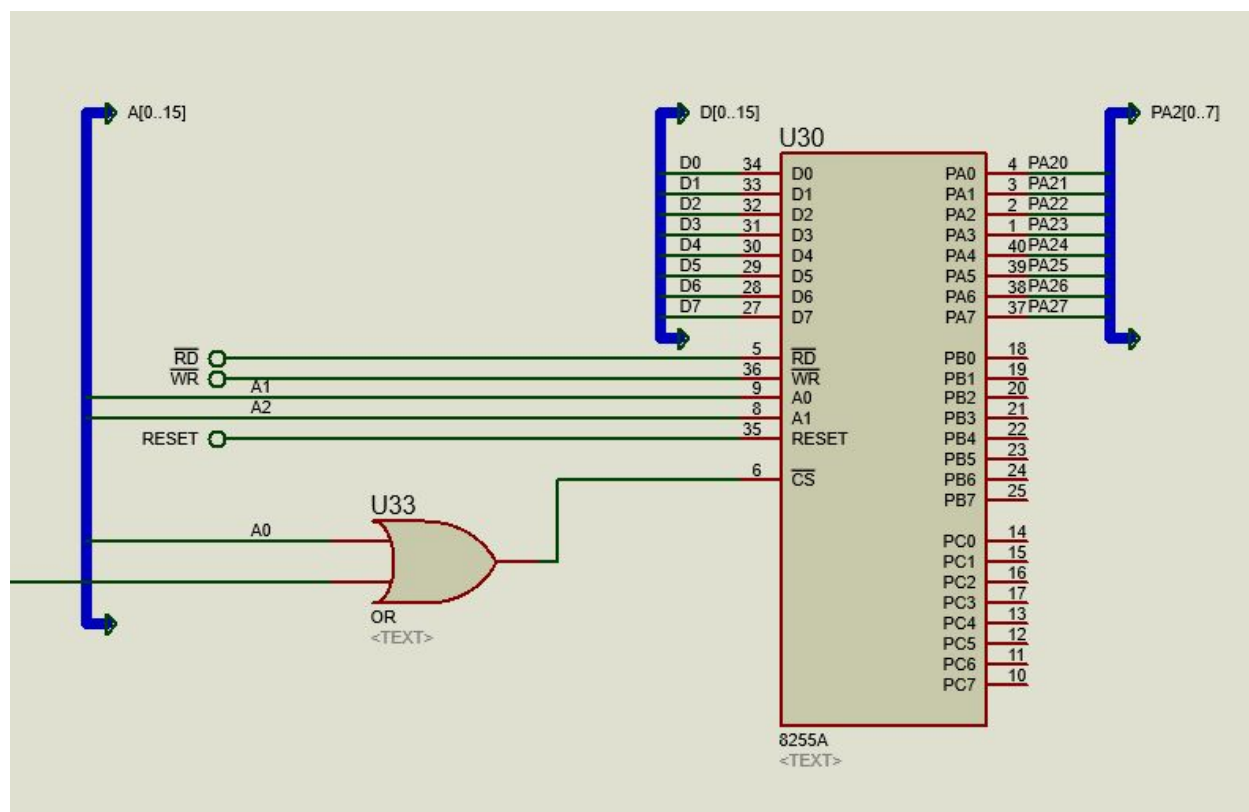 A[0..15]
D[0..15]
PA2[0..7]
U30
D0 34 D0 PA0 4 PA20
D1 33 D1 PA1 3 PA21
D2 32 D2 PA2 2 PA22
D3 31 D3 PA3 1 PA23
D4 30 D4 PA4 40 PA24
D5 29 D5 PA5 39 PA25
D6 28 D6 PA6 38 PA26
D7 27 D7 PA7 37 PA27
RD 5 RD PB0 18
WR 36 WR PB1 19
A1 9 A0 PB2 20
A2 8 A1 PB3 21
RESET 35 RESET PB4 22
PB5 23
6 CS PB6 24
PB7 25
U33
A0
PC0 14
PC1 15
PC2 16
PC3 17
OR PC4 13
<TEXT> PC5 12
PC6 11
PC7 10
8255A
<TEXT>